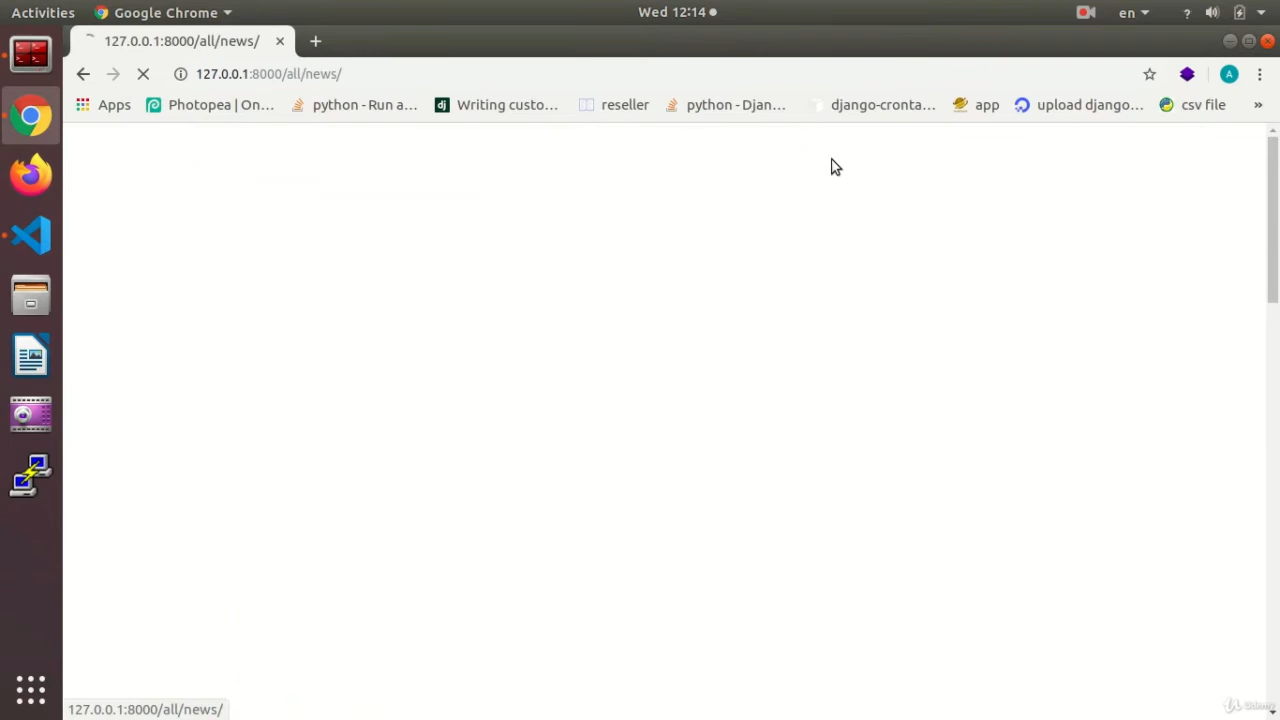 Activities Google Chrome Wed 12:14 en ?
127.0.0.1:8000/all/news/
127.0.0.1:8000/all/news/ A
Apps Photopea | On... python - Run a... dj Writing custo... reseller python - Djan... django-cronta... app upload django... csv file »
127.0.0.1:8000/all/news/
Udemy